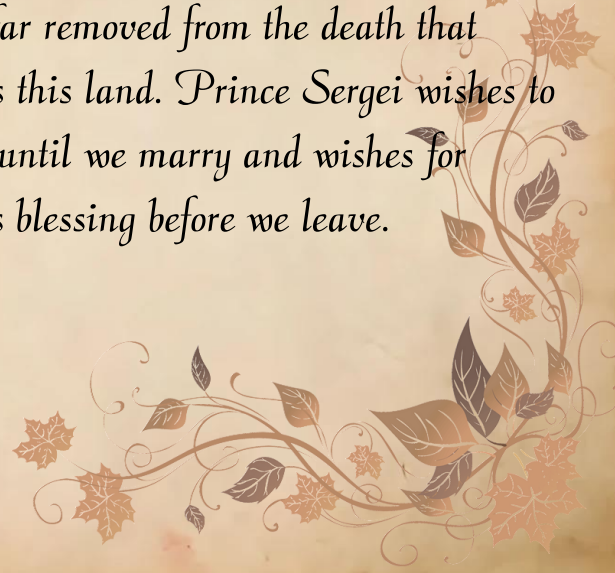 removed from the death that
this land. Prince Sergei wishes to
until we marry and wishes for
blessing before we leave.